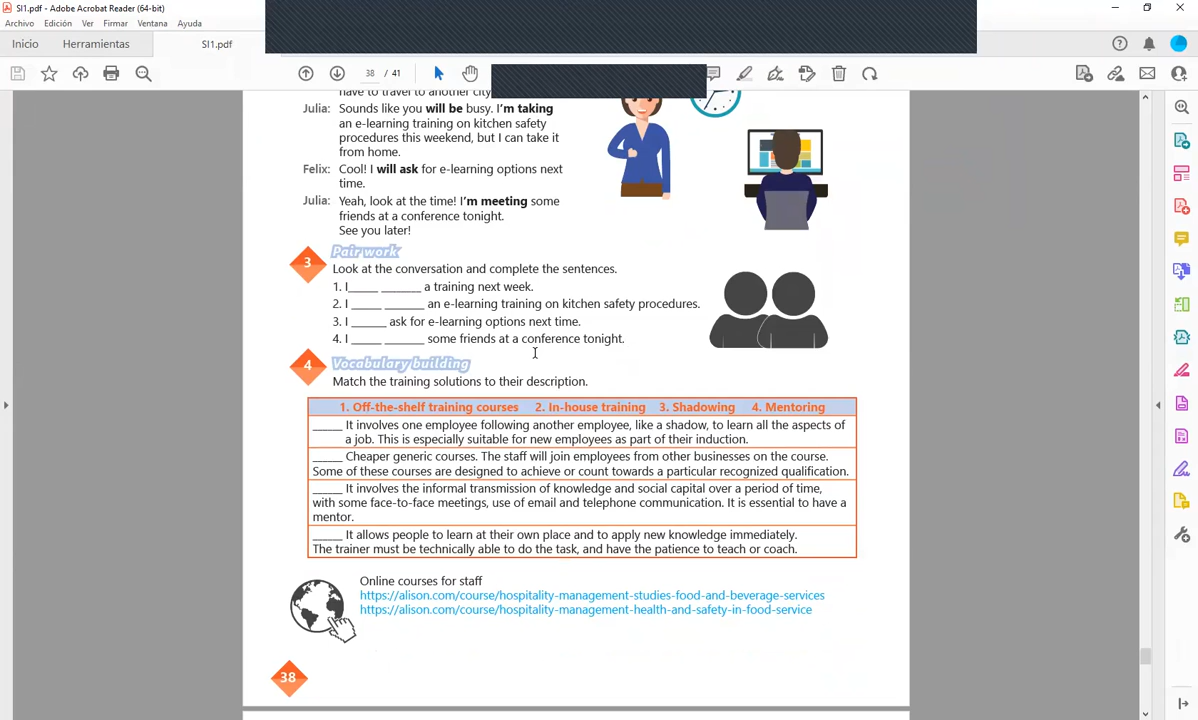 SI1.pdf - Adobe Acrobat Reader (64-bit)
Archivo Edición Ver Firmar Ventana Ayuda
Inicio Herramientas SI1.pdf
38 / 41
have to travel to another city
Julia: Sounds like you will be busy. I'm taking
an e-learning training on kitchen safety
procedures this weekend, but I can take it
from home.
Felix: Cool! I will ask for e-learning options next
time.
Julia: Yeah, look at the time! I'm meeting some
friends at a conference tonight.
See you later!
3 Pair work
Look at the conversation and complete the sentences.
1. I_____ _______ a training next week.
2. I _____ _______ an e-learning training on kitchen safety procedures.
3. I ______ ask for e-learning options next time.
4. I _____ _______ some friends at a conference tonight.
4 Vocabulary building
Match the training solutions to their description.
1. Off-the-shelf training courses 2. In-house training 3. Shadowing 4. Mentoring
_____ It involves one employee following another employee, like a shadow, to learn all the aspects of
a job. This is especially suitable for new employees as part of their induction.
_____ Cheaper generic courses. The staff will join employees from other businesses on the course.
Some of these courses are designed to achieve or count towards a particular recognized qualification.
_____ It involves the informal transmission of knowledge and social capital over a period of time,
with some face-to-face meetings, use of email and telephone communication. It is essential to have a
mentor.
_____ It allows people to learn at their own place and to apply new knowledge immediately.
The trainer must be technically able to do the task, and have the patience to teach or coach.
Online courses for staff
https://alison.com/course/hospitality-management-studies-food-and-beverage-services
https://alison.com/course/hospitality-management-health-and-safety-in-food-service
38